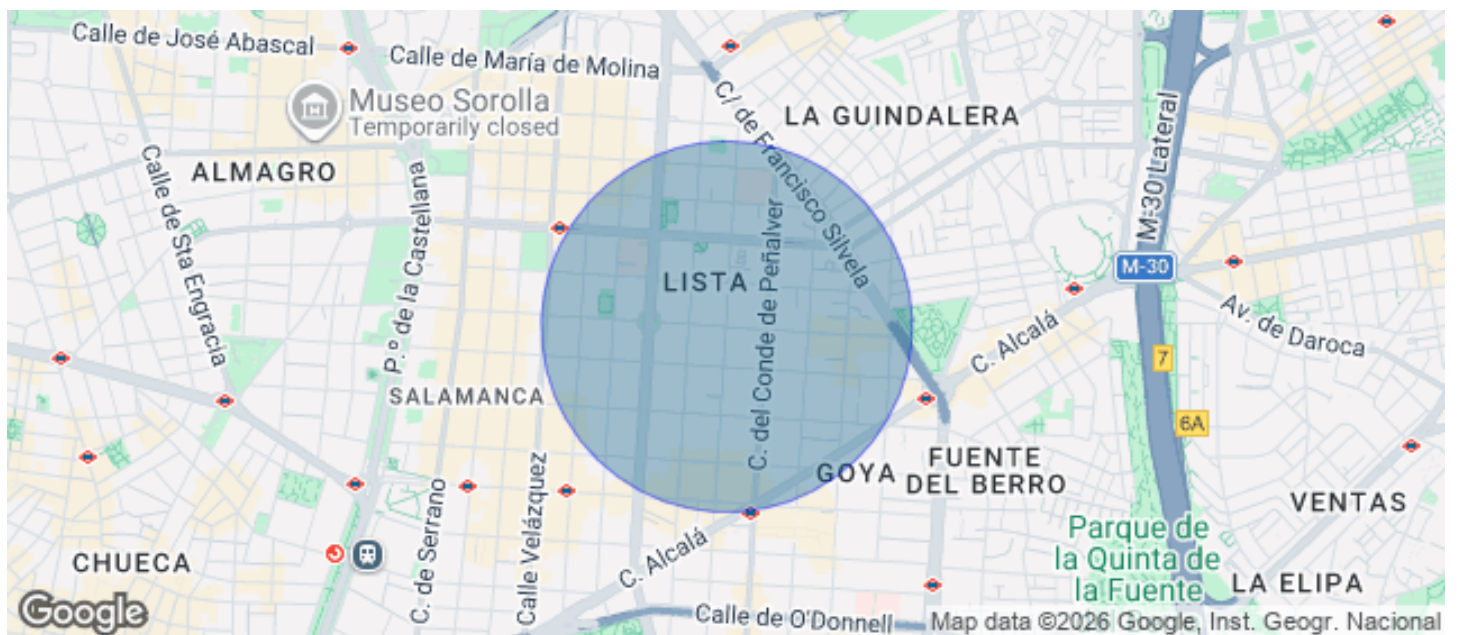 Calle de José Abascal
Calle de María de Molina
Museo Sorolla
Temporarily closed
C/ de Francisco Silvela
LA GUINDALERA
M-30 Lateral
ALMAGRO
Calle de Sta Engracia
P.º de la Castellana
C. del Conde de Peñalver
LISTA
M-30
Av. de Daroca
C. Alcalá
7
SALAMANCA
6A
GOYA
FUENTE
DEL BERRO
VENTAS
C. de Serrano
Calle Velázquez
C. Alcalá
Parque de
la Quinta de
la Fuente
CHUECA
LA ELIPA
Calle de O'Donnell
Google
Map data ©2026 Google, Inst. Geogr. Nacional